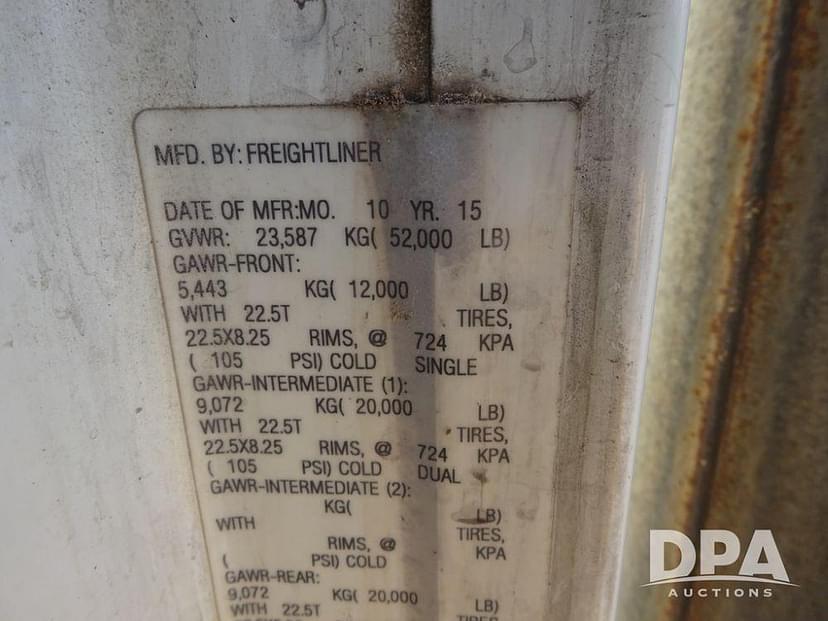 MFD. BY: FREIGHTLINER
DATE OF MFR:MO. 10 YR. 15
GVWR: 23,587 KG( 52,000 LB)
GAWR-FRONT:
5,443 KG( 12,000 LB)
WITH 22.5T TIRES,
22.5X8.25 RIMS, @ 724 KPA
( 105 PSI) COLD SINGLE
GAWR-INTERMEDIATE (1):
9,072 KG( 20,000 LB)
WITH 22.5T TIRES,
22.5X8.25 RIMS, @ 724 KPA
( 105 PSI) COLD DUAL
GAWR-INTERMEDIATE (2):
KG( LB)
WITH TIRES,
RIMS, @ KPA
( PSI) COLD
GAWR-REAR:
9,072 KG( 20,000 LB)
WITH 22.5T TIRES
DPA
AUCTIONS